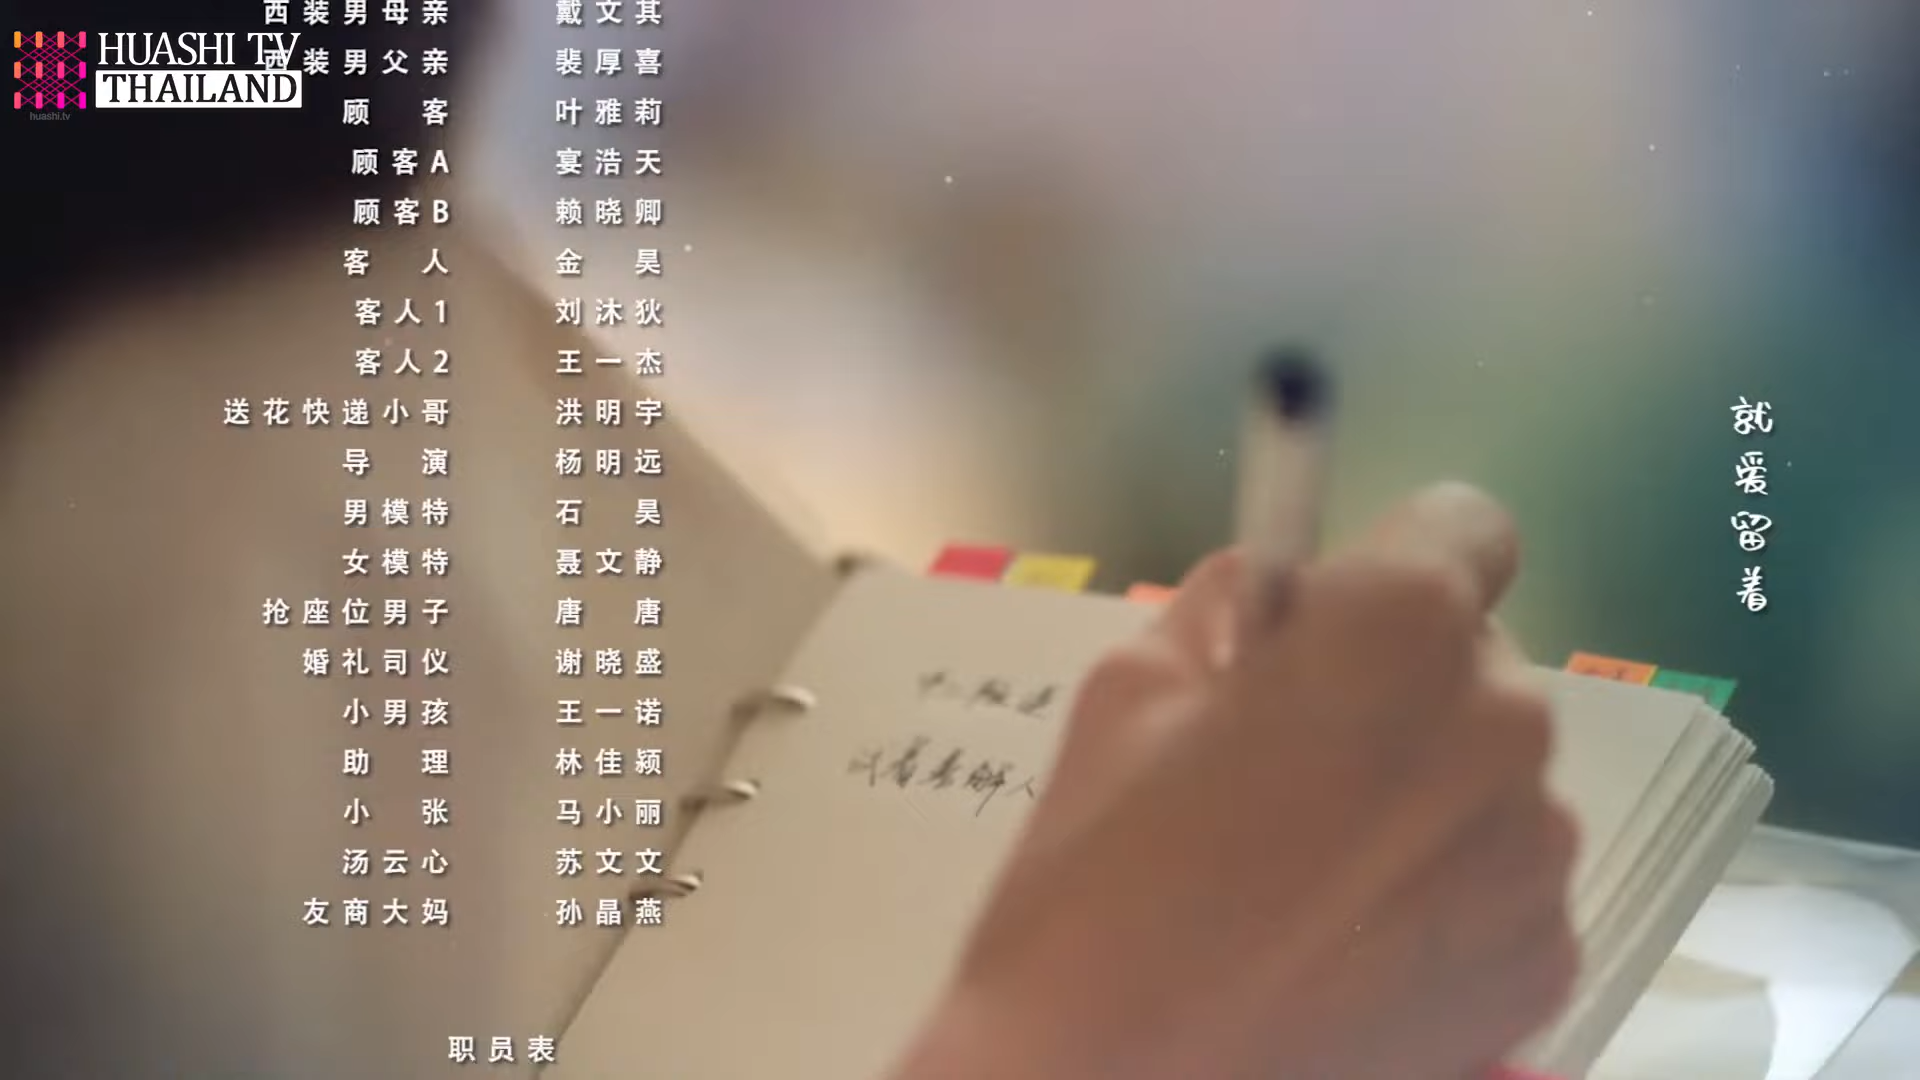 HUASHI TV
THAILAND
huashi.tv
西装男母亲 戴文其
西装男父亲 裴厚喜
顾客 叶雅莉
顾客A 宴浩天
顾客B 赖晓卿
客人 金昊
客人1 刘沐狄
客人2 王一杰
送花快递小哥 洪明宇
导演 杨明远
男模特 石昊
女模特 聂文静
抢座位男子 唐唐
婚礼司仪 谢晓盛
小男孩 王一诺
助理 林佳颍
小张 马小丽
汤云心 苏文文
友商大妈 孙晶燕
职员表
就爱留着